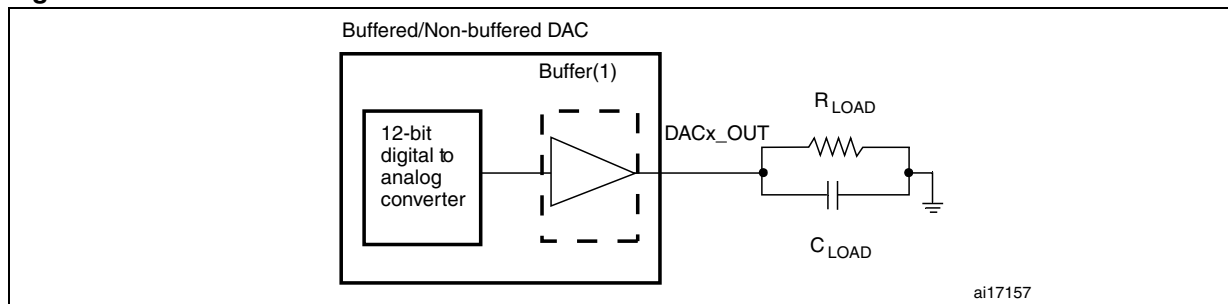 Buffered/Non-buffered DAC
Buffer(1)
12-bit
digital to
analog
converter
DACx_OUT
R LOAD
C LOAD
ai17157